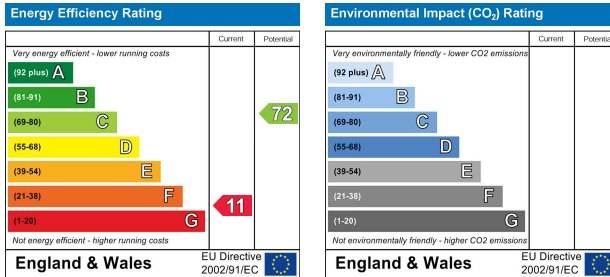 Energy Efficiency Rating
Current Potential
Very energy efficient - lower running costs
(92 plus) A
(81-91) B
(69-80) C
72
(55-68) D
(39-54) E
(21-38) F
11
(1-20) G
Not energy efficient - higher running costs
England & Wales
EU Directive
2002/91/EC
Environmental Impact (CO₂) Rating
Current Potential
Very environmentally friendly - lower CO2 emissions
(92 plus) A
(81-91) B
(69-80) C
(55-68) D
(39-54) E
(21-38) F
(1-20) G
Not environmentally friendly - higher CO2 emissions
England & Wales
EU Directive
2002/91/EC